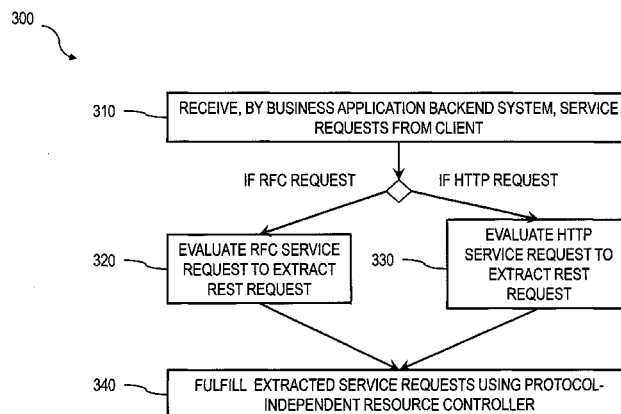 300
310
RECEIVE, BY BUSINESS APPLICATION BACKEND SYSTEM, SERVICE
REQUESTS FROM CLIENT
IF RFC REQUEST
IF HTTP REQUEST
320
EVALUATE RFC SERVICE
REQUEST TO EXTRACT
REST REQUEST
330
EVALUATE HTTP
SERVICE REQUEST TO
EXTRACT REST
REQUEST
340
FULFILL EXTRACTED SERVICE REQUESTS USING PROTOCOL-
INDEPENDENT RESOURCE CONTROLLER